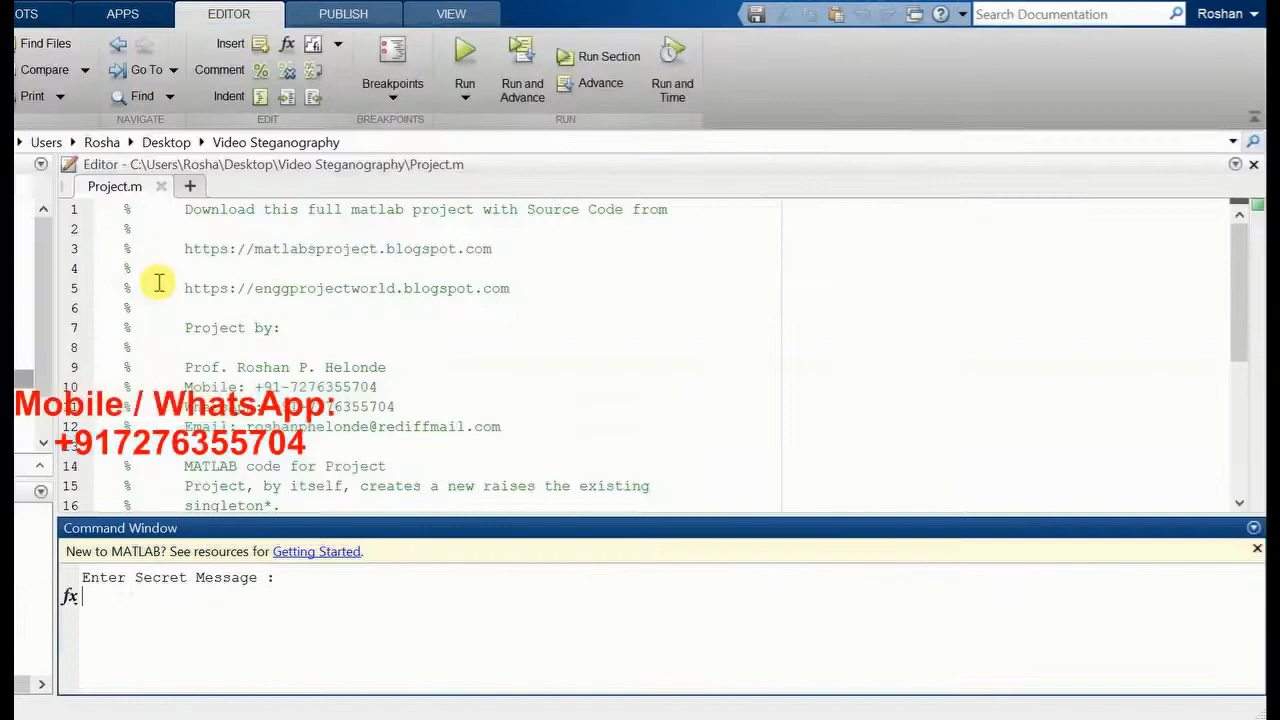 OTS APPS EDITOR PUBLISH VIEW Search Documentation Roshan
Find Files Insert fx
Compare Go To Comment Breakpoints Run Run and Advance Run Section Advance Run and Time
Print Find Indent
NAVIGATE EDIT BREAKPOINTS RUN
Users Rosha Desktop Video Steganography
Editor - C:\Users\Rosha\Desktop\Video Steganography\Project.m
Project.m
1 % Download this full matlab project with Source Code from
2 %
3 % https://matlabsproject.blogspot.com
4 %
5 % https://enggprojectworld.blogspot.com
6 %
7 % Project by:
8 %
9 % Prof. Roshan P. Helonde
10 % Mobile: +91-7276355704
Mobile / WhatsApp:
12 % Email: roshanphelonde@rediffmail.com
+917276355704
14 % MATLAB code for Project
15 % Project, by itself, creates a new raises the existing
16 % singleton*.
Command Window
New to MATLAB? See resources for Getting Started.
Enter Secret Message :
fx